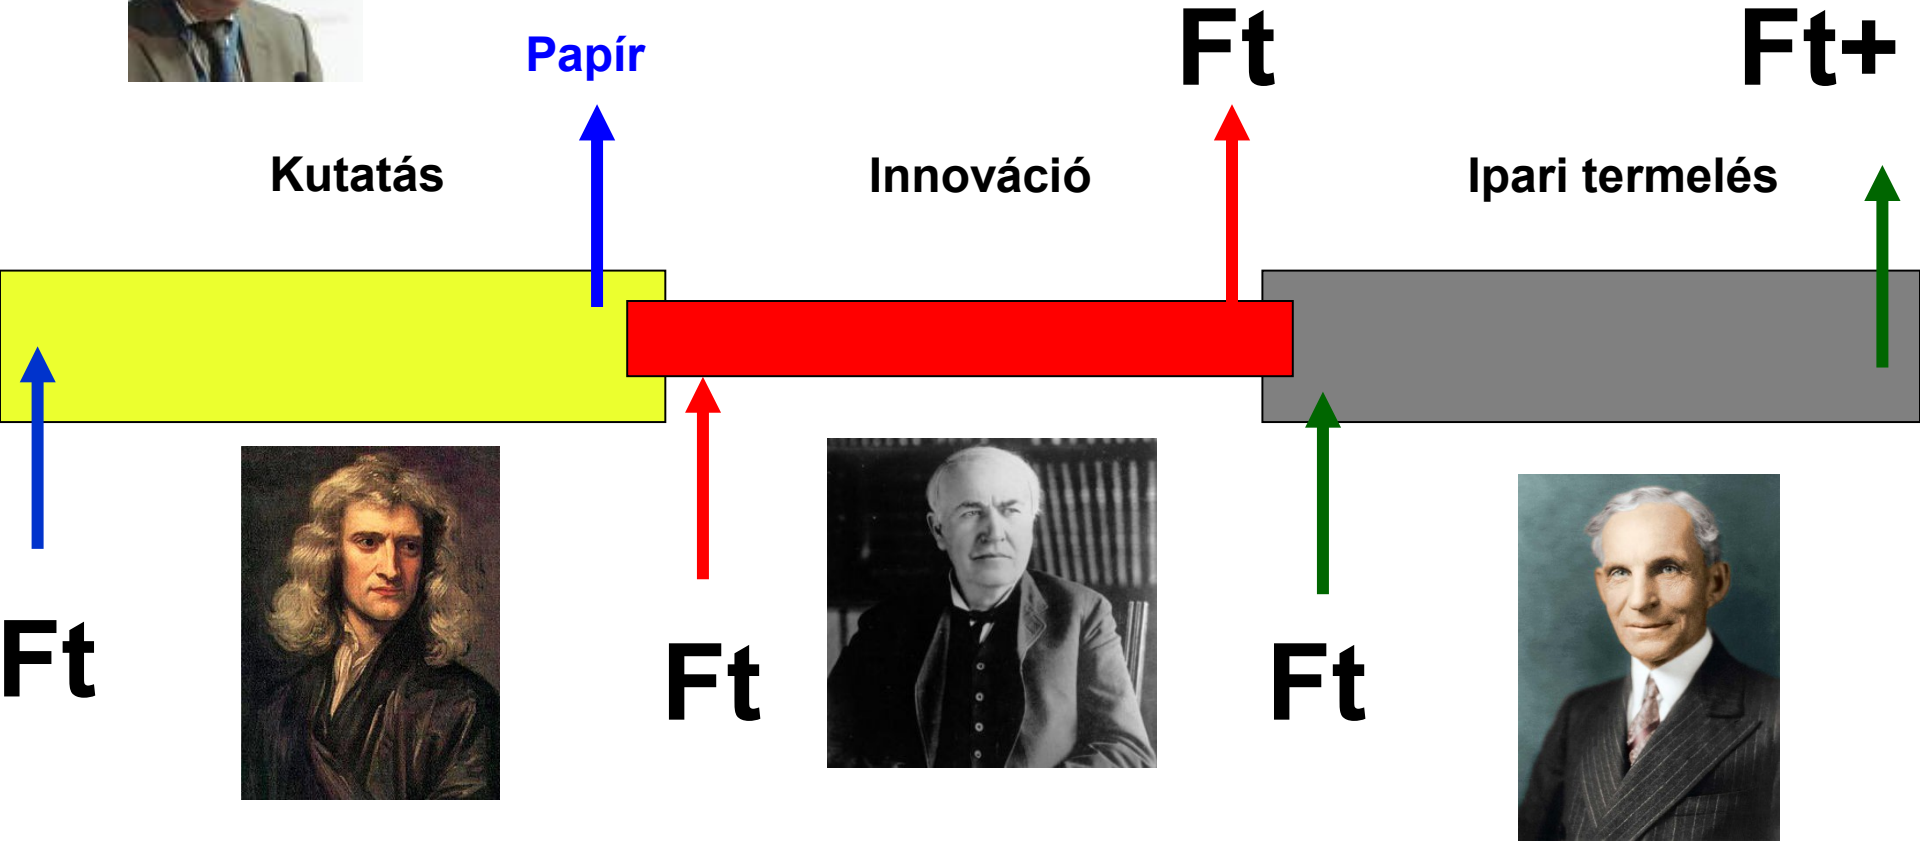 Papír
Ft
Ft+
Kutatás
Innováció
Ipari termelés
Ft
Ft
Ft